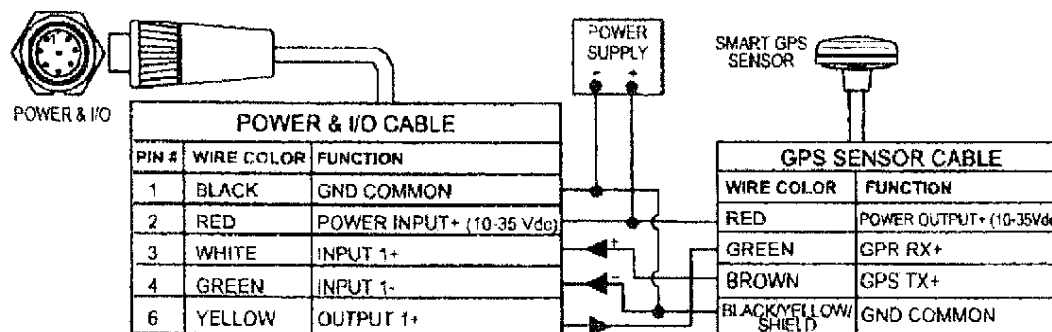 POWER SUPPLY
- +
SMART GPS SENSOR
POWER & I/O
POWER & I/O CABLE
PIN # WIRE COLOR FUNCTION
1 BLACK GND COMMON
2 RED POWER INPUT+ (10-35 Vdc)
3 WHITE INPUT 1+
4 GREEN INPUT 1-
6 YELLOW OUTPUT 1+
+
-
GPS SENSOR CABLE
WIRE COLOR FUNCTION
RED POWER OUTPUT+ (10-35Vdc
GREEN GPR RX+
BROWN GPS TX+
BLACK/YELLOW/ SHIELD GND COMMON